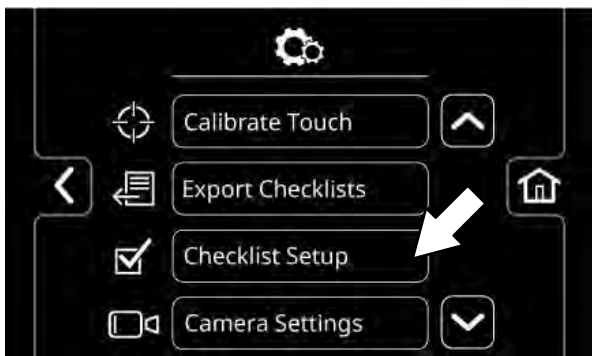 Calibrate Touch
Export Checklists
Checklist Setup
Camera Settings